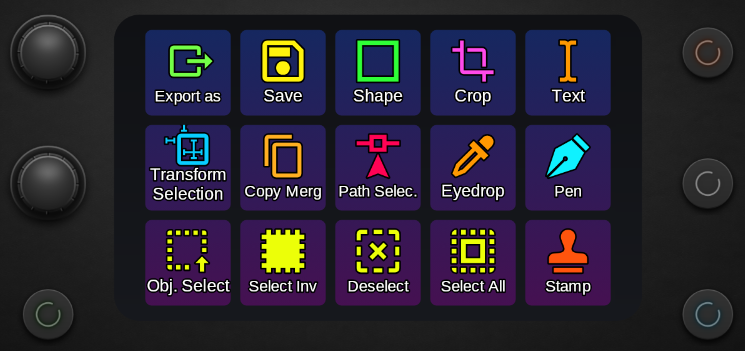 Export as
Save
Shape
Crop
Text
Transform
Selection
Copy Merg
Path Selec.
Eyedrop
Pen
Obj. Select
Select Inv
Deselect
Select All
Stamp